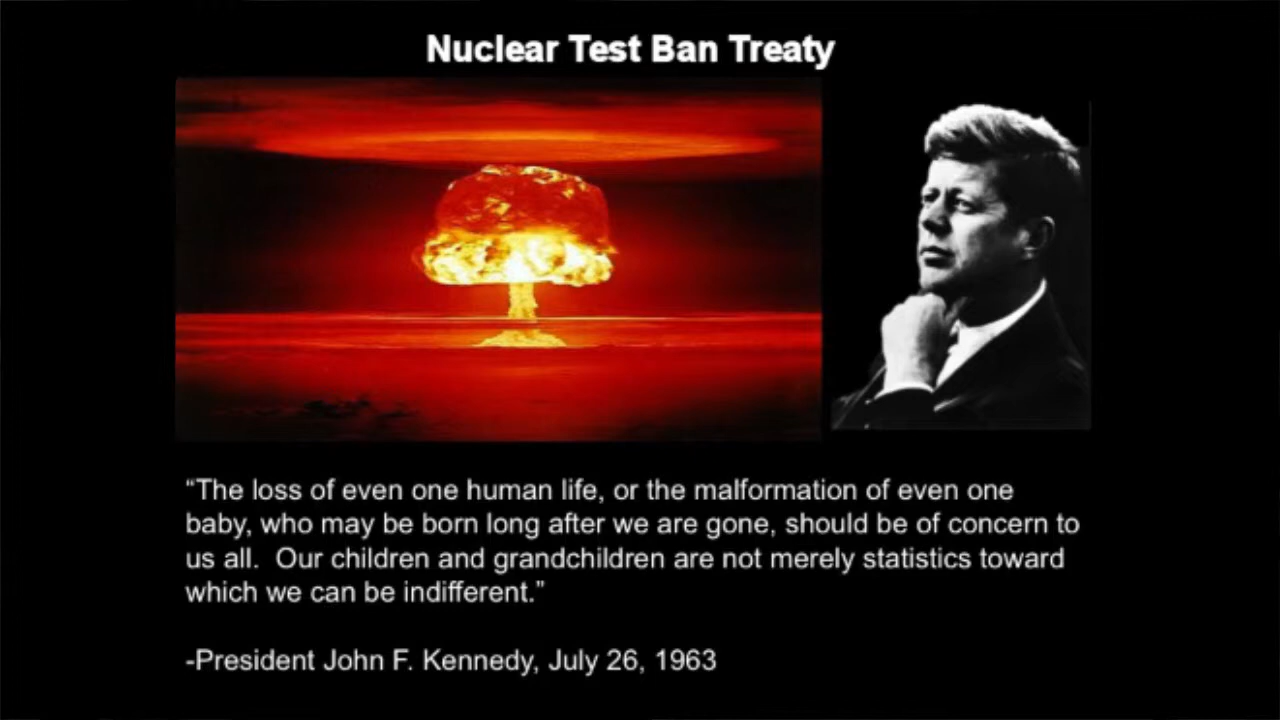 Nuclear Test Ban Treaty
“The loss of even one human life, or the malformation of even one
baby, who may be born long after we are gone, should be of concern to
us all.  Our children and grandchildren are not merely statistics toward
which we can be indifferent.”
-President John F. Kennedy, July 26, 1963